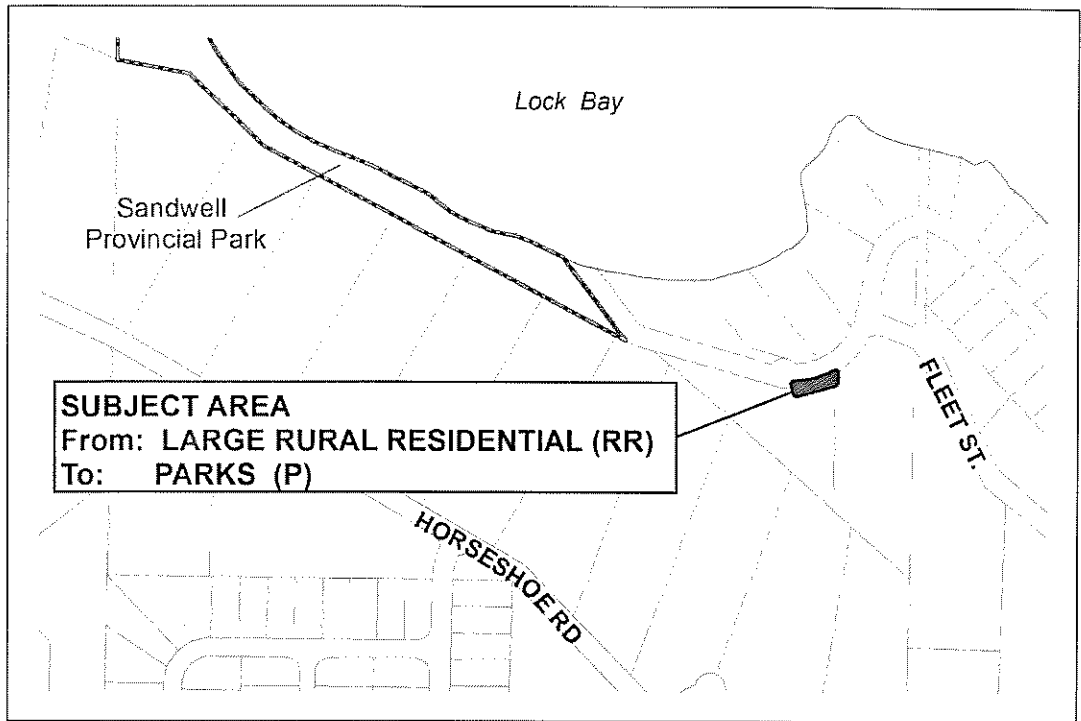 Lock Bay
Sandwell
Provincial Park
SUBJECT AREA
From: LARGE RURAL RESIDENTIAL (RR)
To: PARKS (P)
FLEET ST.
HORSESHOE RD